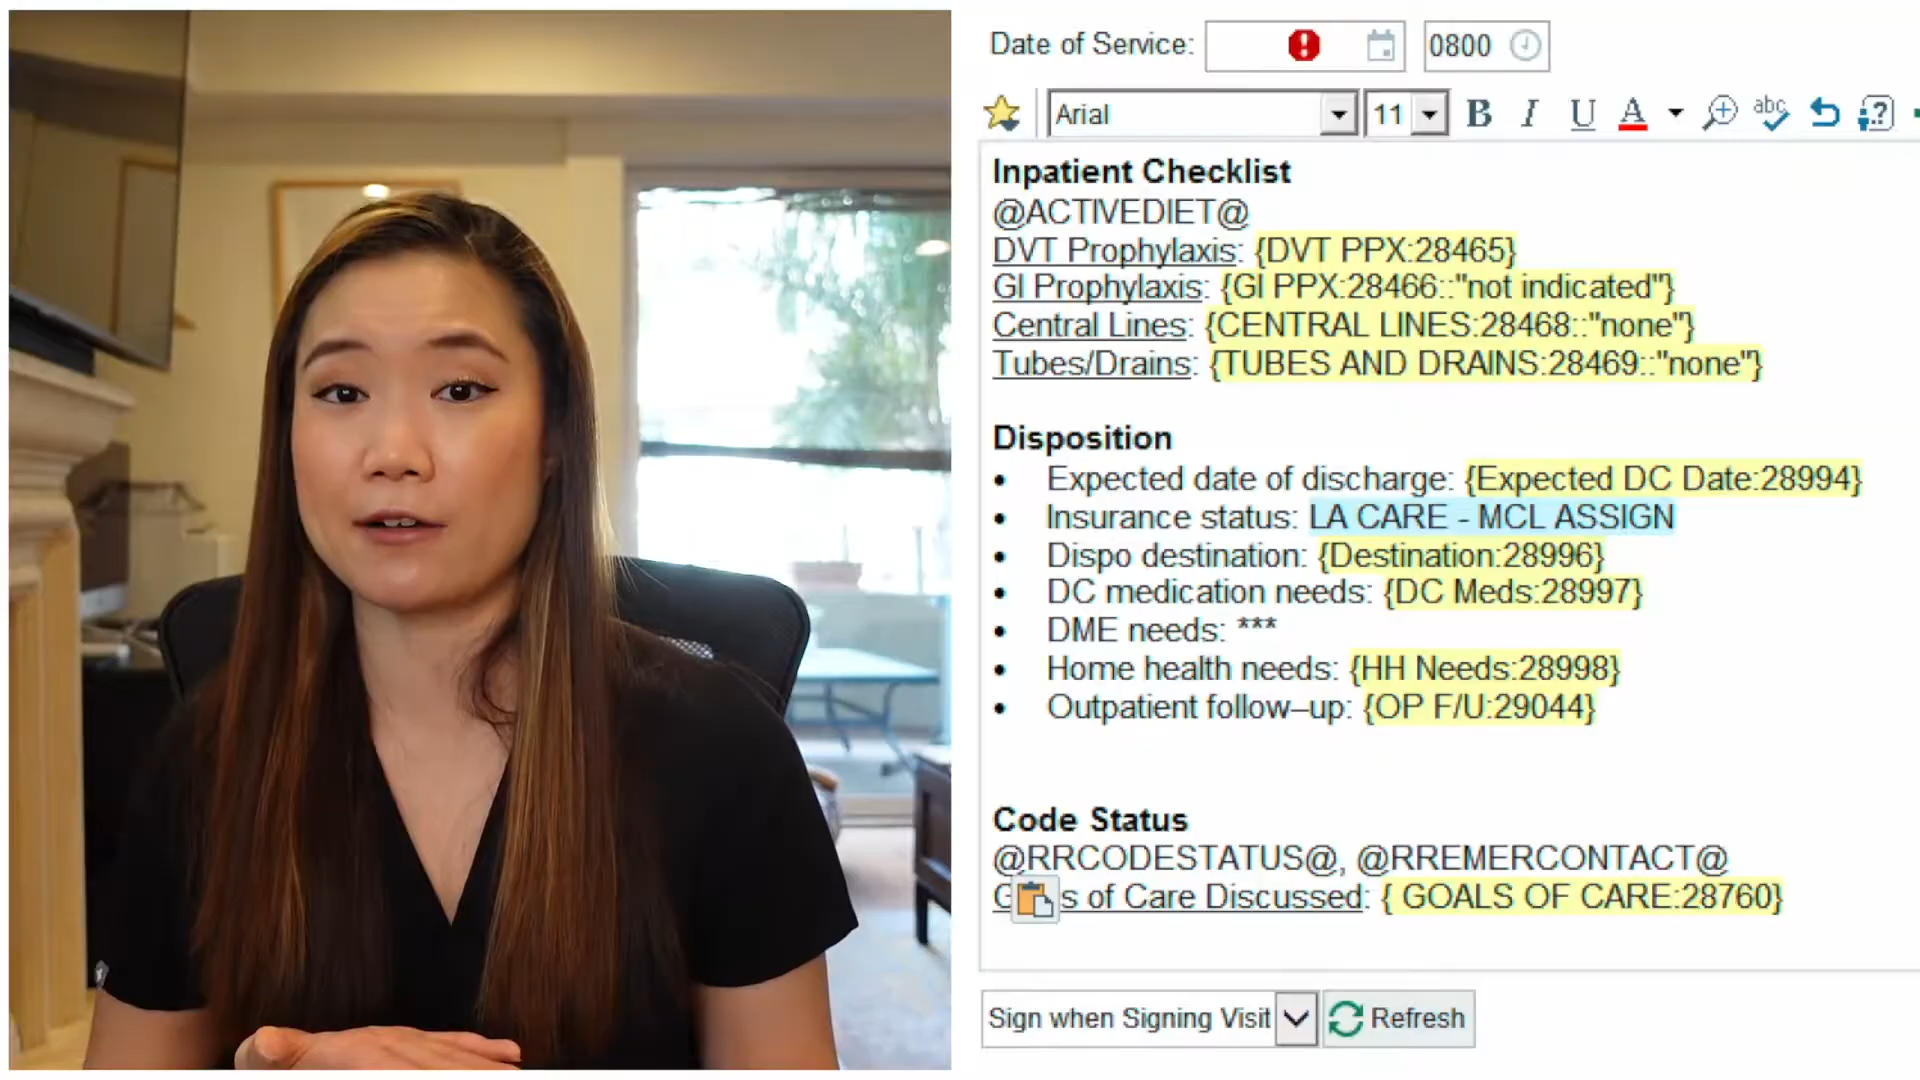 Date of Service:
0800
Arial
11
B I U A abc
Inpatient Checklist
@ACTIVEDIET@
DVT Prophylaxis: {DVT PPX:28465}
GI Prophylaxis: {GI PPX:28466::"not indicated"}
Central Lines: {CENTRAL LINES:28468::"none"}
Tubes/Drains: {TUBES AND DRAINS:28469::"none"}
Disposition
• Expected date of discharge: {Expected DC Date:28994}
• Insurance status: LA CARE - MCL ASSIGN
• Dispo destination: {Destination:28996}
• DC medication needs: {DC Meds:28997}
• DME needs: ***
• Home health needs: {HH Needs:28998}
• Outpatient follow–up: {OP F/U:29044}
Code Status
@RRCODESTATUS@, @RREMERCONTACT@
of Care Discussed: { GOALS OF CARE:28760}
Sign when Signing Visit
Refresh